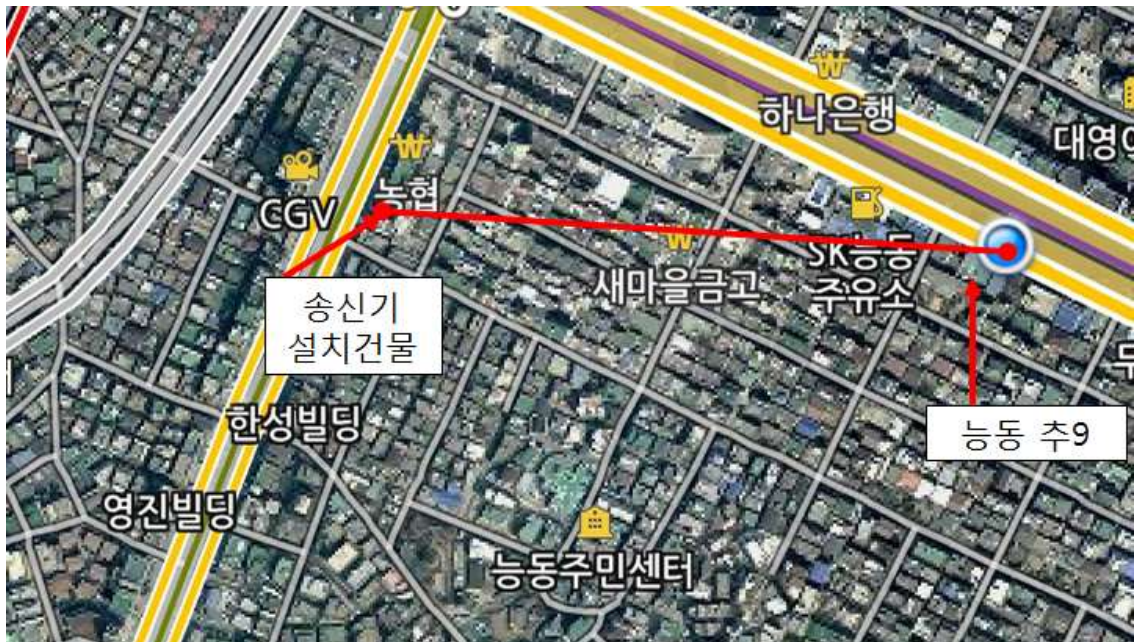 하나은행
대영
CGV
농협
SK능동
주유소
새마을금고
송신기
설치건물
한성빌딩
능동 추9
영진빌딩
능동주민센터